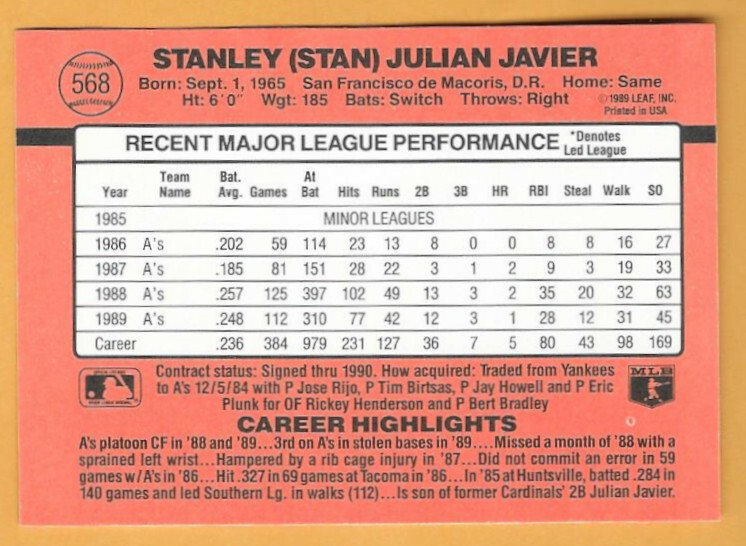 568
STANLEY (STAN) JULIAN JAVIER
Born: Sept. 1, 1965 San Francisco de Macoris, D.R. Home: Same
Ht: 6'0" Wgt: 185 Bats: Switch Throws: Right
©1989 LEAF, INC.
Printed in USA
RECENT MAJOR LEAGUE PERFORMANCE *Denotes
Led League
Year Team Name Bat. Avg. Games At Bat Hits Runs 2B 3B HR RBI Steal Walk SO
1985 MINOR LEAGUES
1986 A's .202 59 114 23 13 8 0 0 8 8 16 27
1987 A's .185 81 151 28 22 3 1 2 9 3 19 33
1988 A's .257 125 397 102 49 13 3 2 35 20 32 63
1989 A's .248 112 310 77 42 12 3 1 28 12 31 45
Career .236 384 979 231 127 36 7 5 80 43 98 169
Contract status: Signed thru 1990. How acquired: Traded from Yankees
to A's 12/5/84 with P Jose Rijo, P Tim Birtsas, P Jay Howell and P Eric
Plunk for OF Rickey Henderson and P Bert Bradley
MLB
CAREER HIGHLIGHTS
A's platoon CF in '88 and '89...3rd on A's in stolen bases in '89....Missed a month of '88 with a
sprained left wrist...Hampered by a rib cage injury in '87...Did not commit an error in 59
games w/A's in '86...Hit .327 in 69 games at Tacoma in '86...In '85 at Huntsville, batted .284 in
140 games and led Southern Lg. in walks (112)...Is son of former Cardinals' 2B Julian Javier.